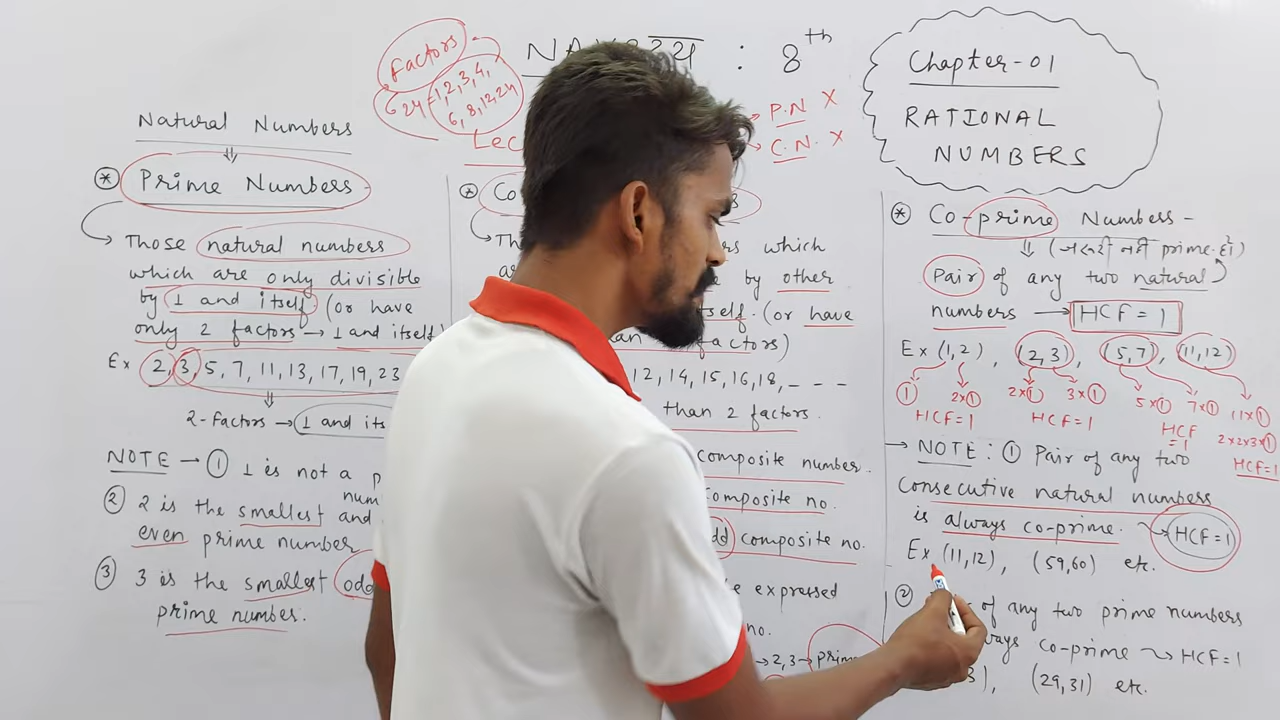 Factors
24 = 1, 2, 3, 4,
6, 8, 12, 24
: 8th
Lec
P.N X
C.N. X
Chapter-01
RATIONAL
NUMBERS
Natural Numbers
* Prime Numbers
Those natural numbers
which are only divisible
by 1 and itself (or have
only 2 factors → 1 and itself)
Ex 2, 3, 5, 7, 11, 13, 17, 19, 23
2-Factors → 1 and its
NOTE → ① 1 is not a p
num
② 2 is the smallest and
even prime number
③ 3 is the smallest odd
prime number.
* Co
Th
rs which
by other
self. (or have
an factors)
12, 14, 15, 16, 18, - - -
than 2 factors.
composite number.
composite no.
odd composite no.
be expressed
no.
→ 2, 3 → prime
* Co-prime Numbers -
(जरूरी नहीं prime हो)
Pair of any two natural
numbers → HCF = 1
Ex (1, 2), (2, 3), (5, 7), (11, 12)
1 2×1 2×1 3×1 5×1 7×1 11×1
2×2×3×1
HCF=1 HCF=1 HCF=1 HCF=1
→ NOTE: ① Pair of any two
Consecutive natural numbers
is always co-prime. → HCF=1
Ex (11, 12), (59, 60) etc.
② of any two prime numbers
ways co-prime → HCF=1
3), (29, 31) etc.